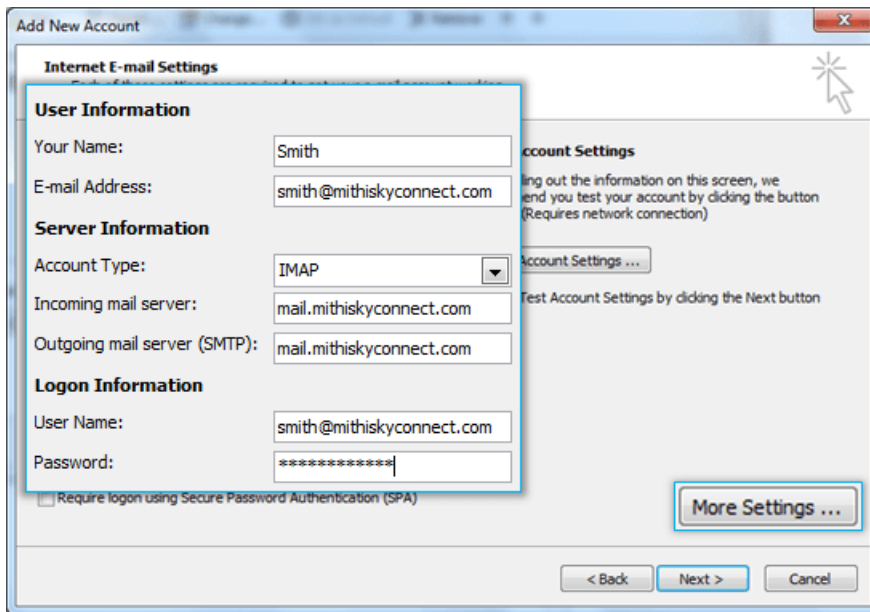 Add New Account
Internet E-mail Settings
User Information
Your Name:
Smith
E-mail Address:
smith@mithiskyconnect.com
Server Information
Account Type:
IMAP
Incoming mail server:
mail.mithiskyconnect.com
Outgoing mail server (SMTP):
mail.mithiskyconnect.com
Logon Information
User Name:
smith@mithiskyconnect.com
Password:
************
Require logon using Secure Password Authentication (SPA)
Account Settings
ling out the information on this screen, we
end you test your account by clicking the button
(Requires network connection)
Account Settings ...
Test Account Settings by clicking the Next button
More Settings ...
< Back
Next >
Cancel